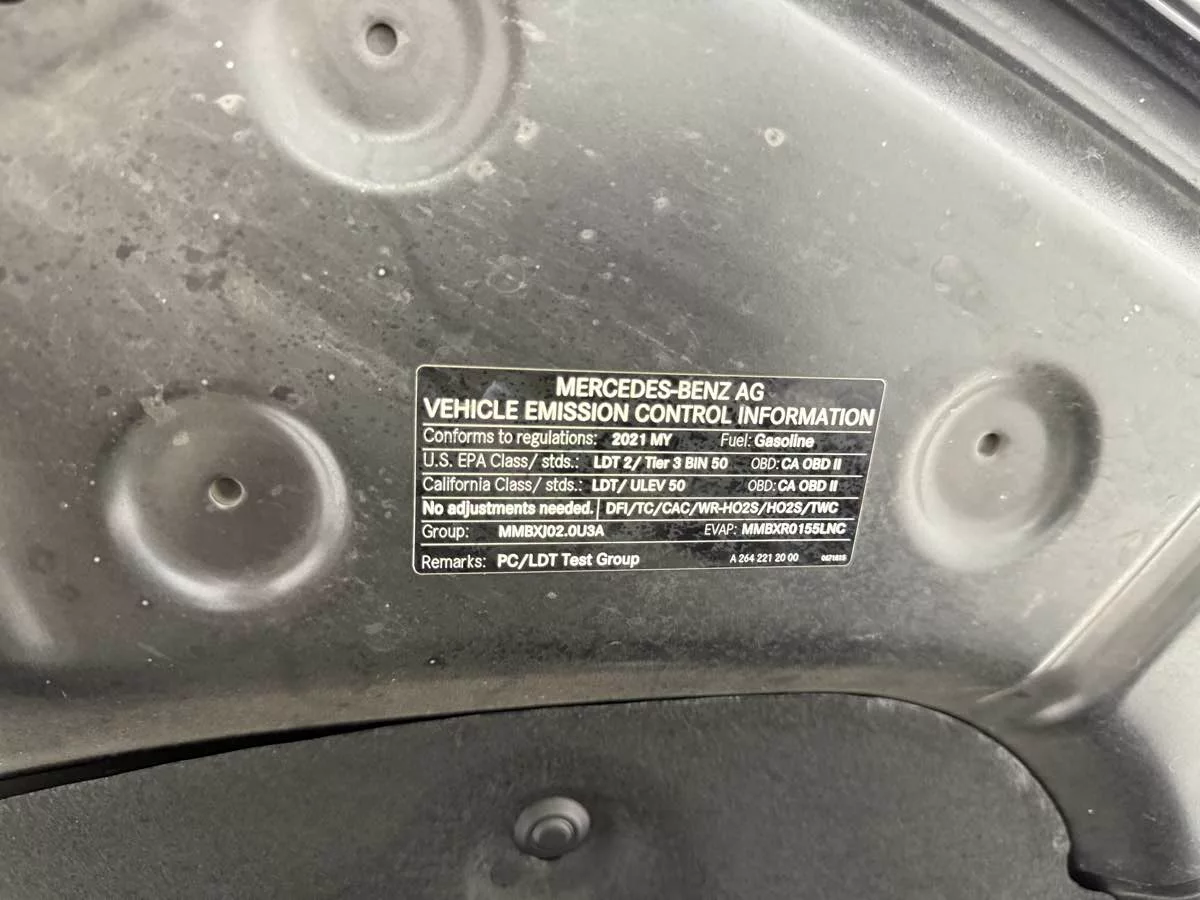 MERCEDES-BENZ AG
VEHICLE EMISSION CONTROL INFORMATION
Conforms to regulations: 2021 MY Fuel: Gasoline
U.S. EPA Class/ stds.: LDT 2/ Tier 3 BIN 50 OBD: CA OBD II
California Class/ stds.: LDT/ ULEV 50 OBD: CA OBD II
No adjustments needed. DFI/TC/CAC/WR-HO2S/HO2S/TWC
Group: MMBXJ02.0U3A EVAP: MMBXR0155LNC
Remarks: PC/LDT Test Group A 264 221 20 00